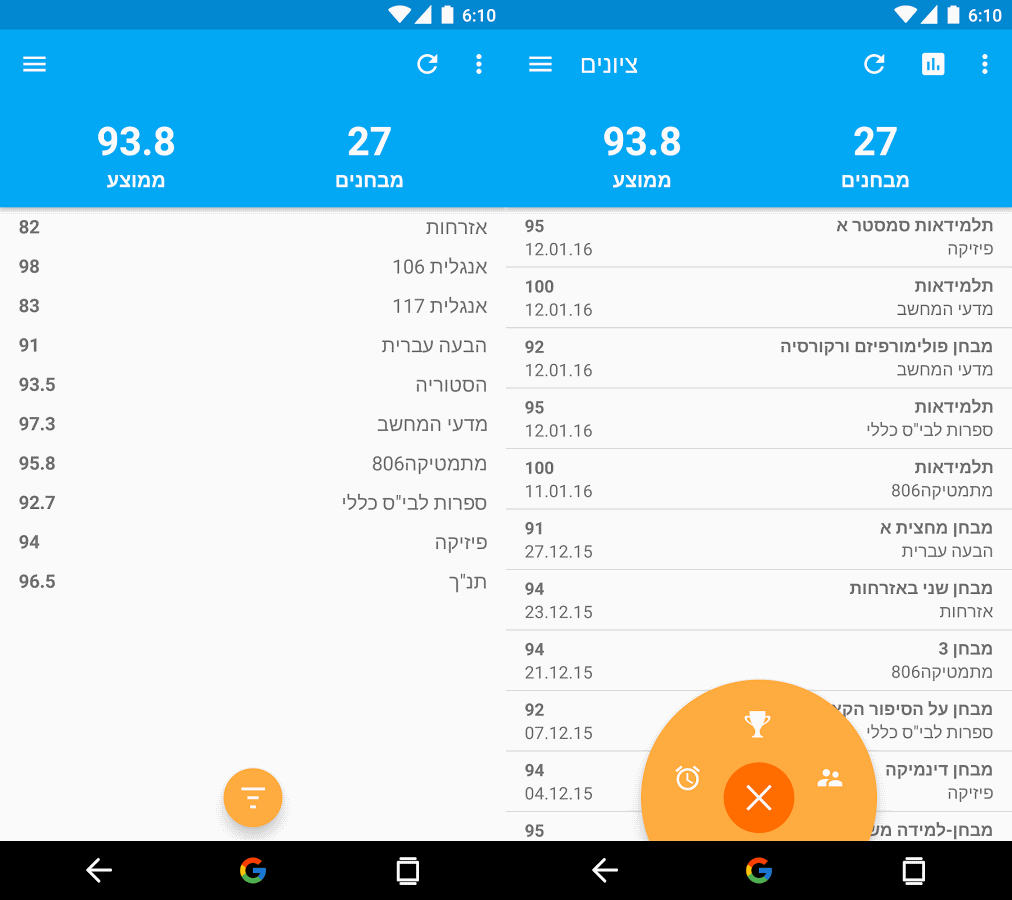 6:10
93.8
27
ממוצע
מבחנים
אזרחות 82
אנגלית 106 98
אנגלית 117 83
הבעה עברית 91
הסטוריה 93.5
מדעי המחשב 97.3
מתמטיקה806 95.8
ספרות לבי"ס כללי 92.7
פיזיקה 94
תנ"ך 96.5
6:10
ציונים
93.8
27
ממוצע
מבחנים
תלמידאות סמסטר א 95
פיזיקה 12.01.16
תלמידאות 100
מדעי המחשב 12.01.16
מבחן פולימורפיזם ורקורסיה 92
מדעי המחשב 12.01.16
תלמידאות 95
ספרות לבי"ס כללי 12.01.16
תלמידאות 100
מתמטיקה806 11.01.16
מבחן מחצית א 91
הבעה עברית 27.12.15
מבחן שני באזרחות 94
אזרחות 23.12.15
מבחן 3 94
מתמטיקה806 21.12.15
מבחן על הסיפור 92
ספרות לבי"ס כללי 07.12.15
מבחן דינמיקה 94
פיזיקה 04.12.15
מבחן-למידה 95